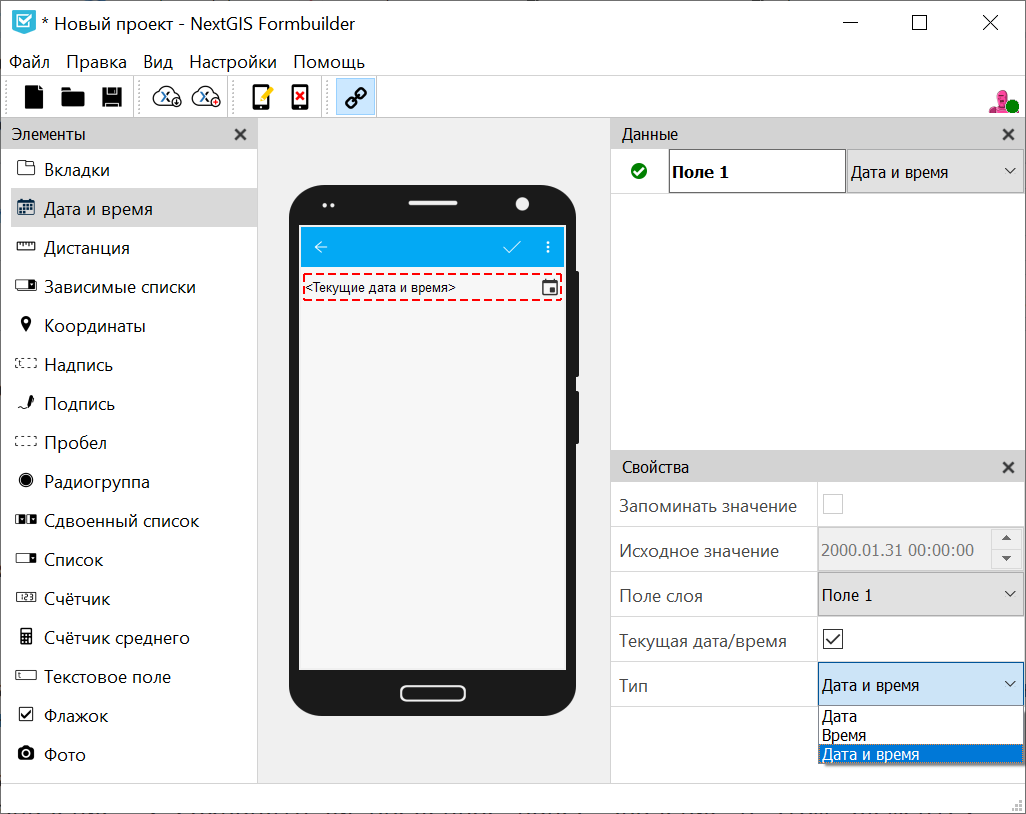 * Новый проект - NextGIS Formbuilder
Файл Правка Вид Настройки Помощь
Элементы
Вкладки
Дата и время
Дистанция
Зависимые списки
Координаты
Надпись
Подпись
Пробел
Радиогруппа
Сдвоенный список
Список
Счётчик
Счётчик среднего
Текстовое поле
Флажок
Фото
<Текущие дата и время>
Данные
Поле 1 Дата и время
Свойства
Запоминать значение
Исходное значение 2000.01.31 00:00:00
Поле слоя Поле 1
Текущая дата/время
Тип Дата и время
Дата
Время
Дата и время